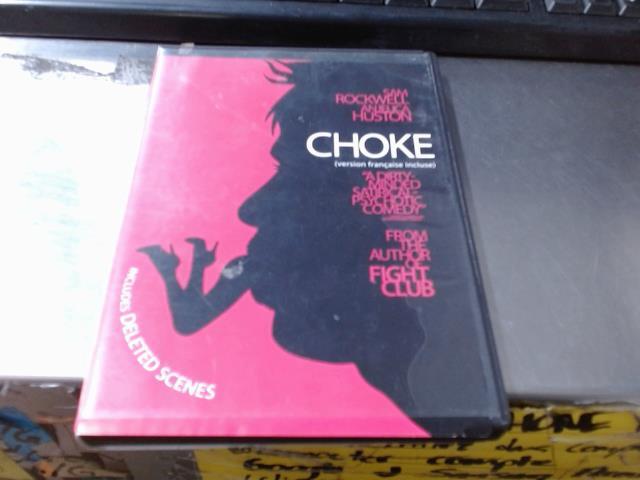 SAM
ROCKWELL
ANJELICA
HUSTON
CHOKE
(version française incluse)
"A DIRTY-
MINDED
SATIRICAL-
PSYCHOTIC
COMEDY"
FROM
THE
AUTHOR
OF
FIGHT
CLUB
INCLUDES DELETED SCENES